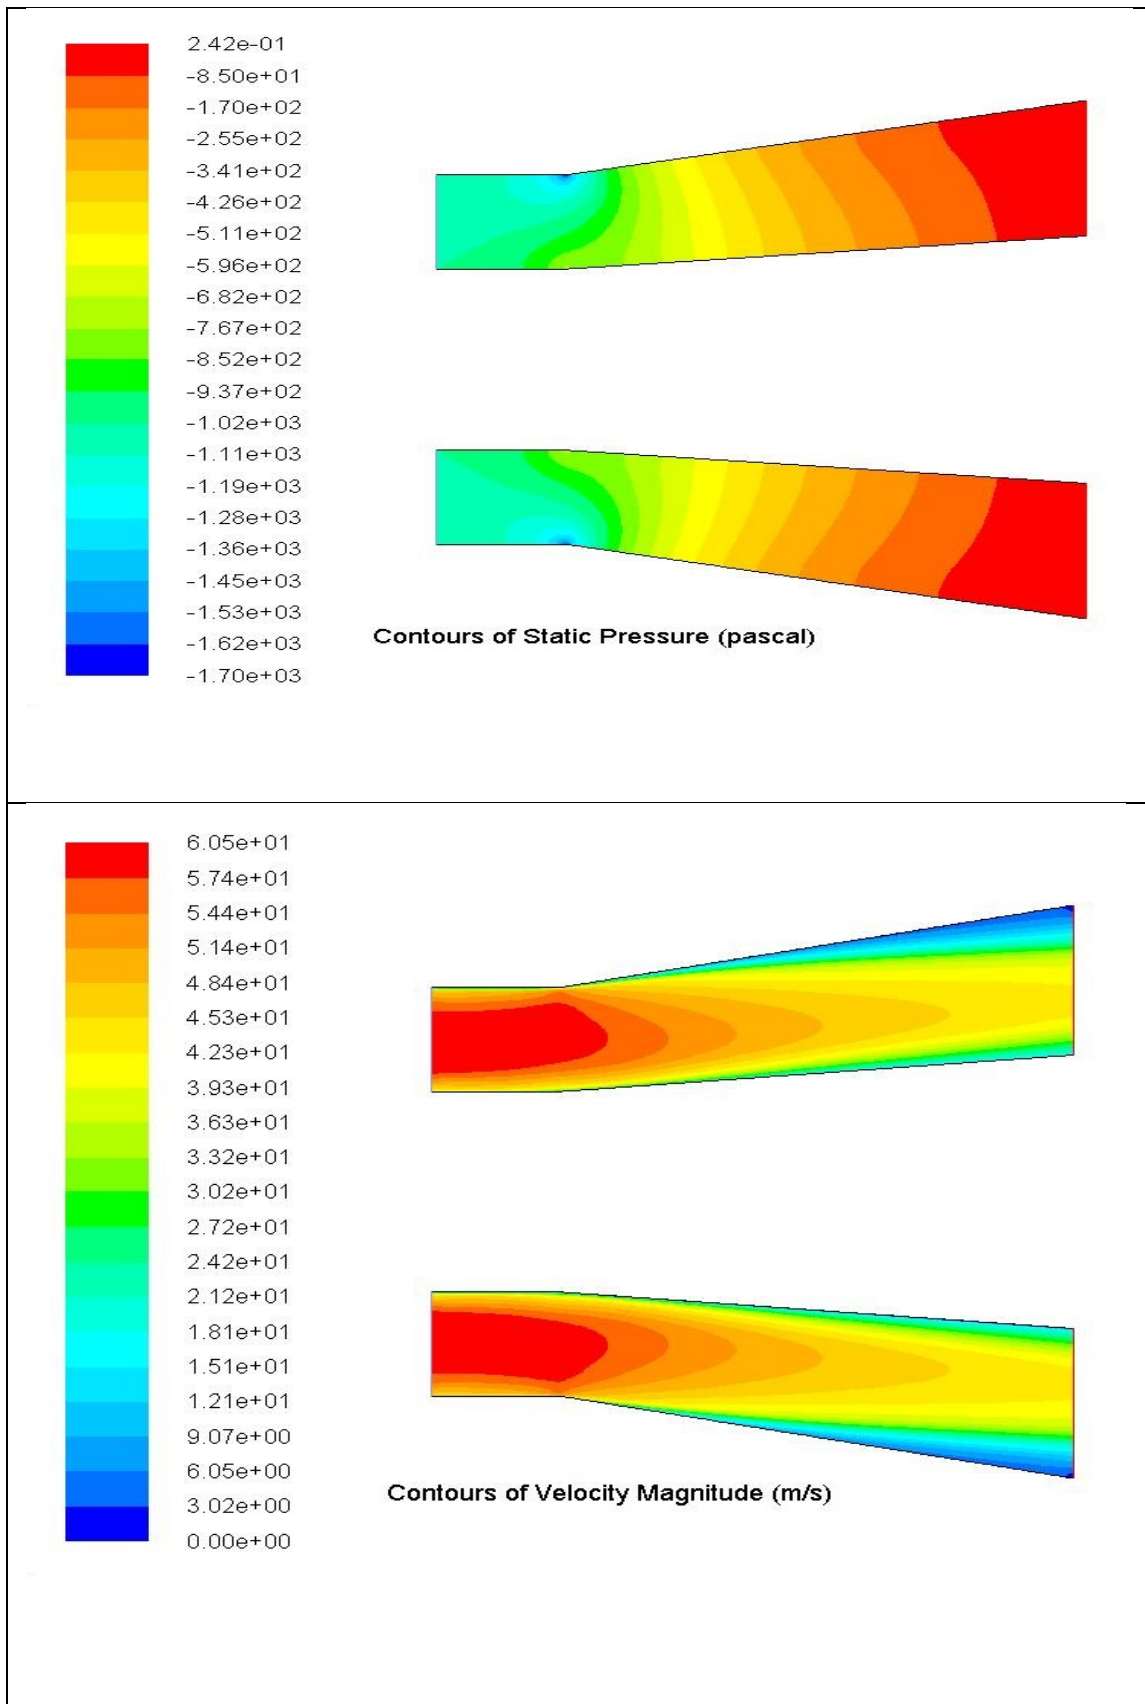 2.42e-01
-8.50e+01
-1.70e+02
-2.55e+02
-3.41e+02
-4.26e+02
-5.11e+02
-5.96e+02
-6.82e+02
-7.67e+02
-8.52e+02
-9.37e+02
-1.02e+03
-1.11e+03
-1.19e+03
-1.28e+03
-1.36e+03
-1.45e+03
-1.53e+03
-1.62e+03
-1.70e+03
Contours of Static Pressure (pascal)
6.05e+01
5.74e+01
5.44e+01
5.14e+01
4.84e+01
4.53e+01
4.23e+01
3.93e+01
3.63e+01
3.32e+01
3.02e+01
2.72e+01
2.42e+01
2.12e+01
1.81e+01
1.51e+01
1.21e+01
9.07e+00
6.05e+00
3.02e+00
0.00e+00
Contours of Velocity Magnitude (m/s)